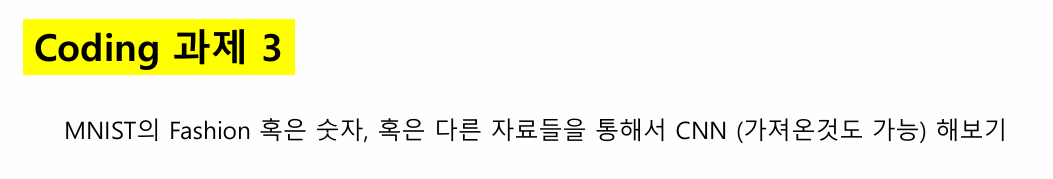 Coding 과제 3
MNIST의 Fashion 혹은 숫자, 혹은 다른 자료들을 통해서 CNN (가져온것도 가능) 해보기